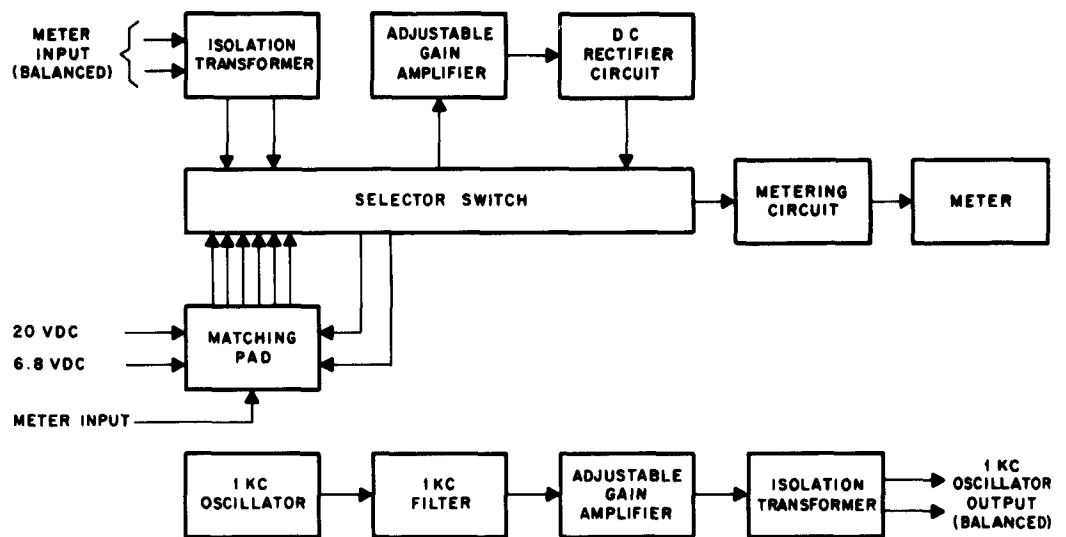 METER
INPUT
(BALANCED)
ISOLATION
TRANSFORMER
ADJUSTABLE
GAIN
AMPLIFIER
DC
RECTIFIER
CIRCUIT
SELECTOR SWITCH
METERING
CIRCUIT
METER
20 VDC
6.8 VDC
METER INPUT
MATCHING
PAD
1 KC
OSCILLATOR
1 KC
FILTER
ADJUSTABLE
GAIN
AMPLIFIER
ISOLATION
TRANSFORMER
1 KC
OSCILLATOR
OUTPUT
(BALANCED)